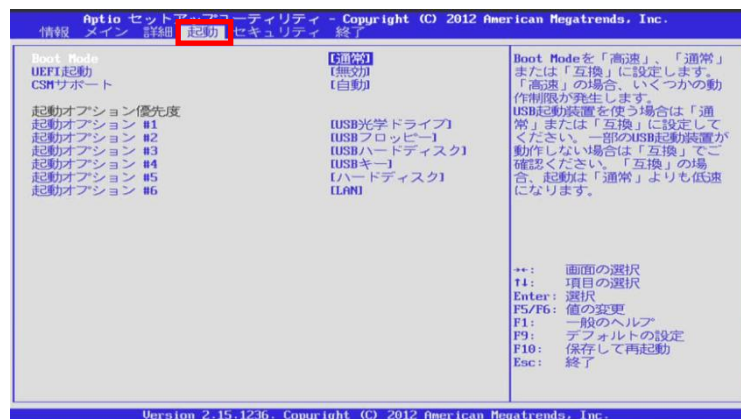 Aptio セットアップユーティリティ - Copyright (C) 2012 American Megatrends, Inc.
情報 メイン 詳細 起動 セキュリティ 終了
Boot Mode [通常]
UEFI起動 [無効]
CSMサポート [自動]
起動オプション優先度
起動オプション #1 [USB光学ドライブ]
起動オプション #2 [USBフロッピー]
起動オプション #3 [USBハードディスク]
起動オプション #4 [USBキー]
起動オプション #5 [ハードディスク]
起動オプション #6 [LAN]
Boot Modeを「高速」、「通常」
または「互換」に設定します。
「高速」の場合、いくつかの動
作制限が発生します。
USB起動装置を使う場合は「通
常」または「互換」に設定して
ください。一部のUSB起動装置が
動作しない場合は「互換」でご
確認ください。「互換」の場
合、起動は「通常」よりも低速
になります。
→←: 画面の選択
↑↓: 項目の選択
Enter: 選択
F5/F6: 値の変更
F1: 一般のヘルプ
F9: デフォルトの設定
F10: 保存して再起動
Esc: 終了
Version 2.15.1236. Copyright (C) 2012 American Megatrends, Inc.